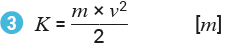 3 K = m × v² / 2 [m]